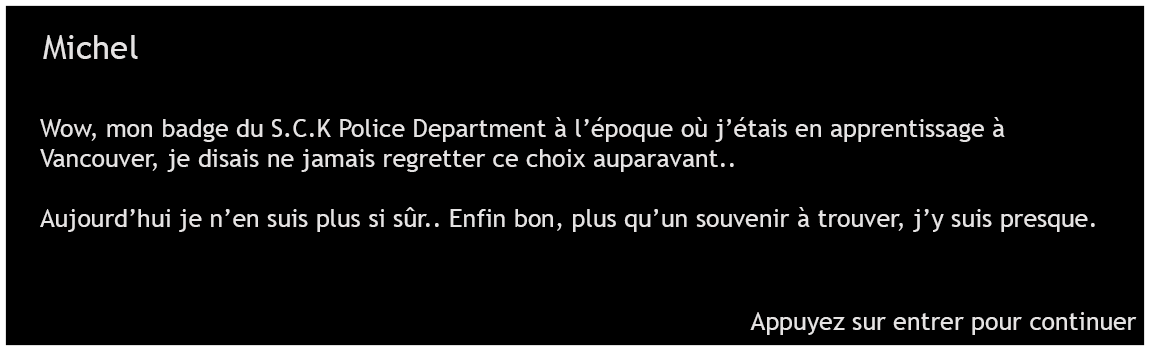 Michel
Wow, mon badge du S.C.K Police Department à l’époque où j’étais en apprentissage à
Vancouver, je disais ne jamais regretter ce choix auparavant..
Aujourd’hui je n’en suis plus si sûr.. Enfin bon, plus qu’un souvenir à trouver, j’y suis presque.
Appuyez sur entrer pour continuer